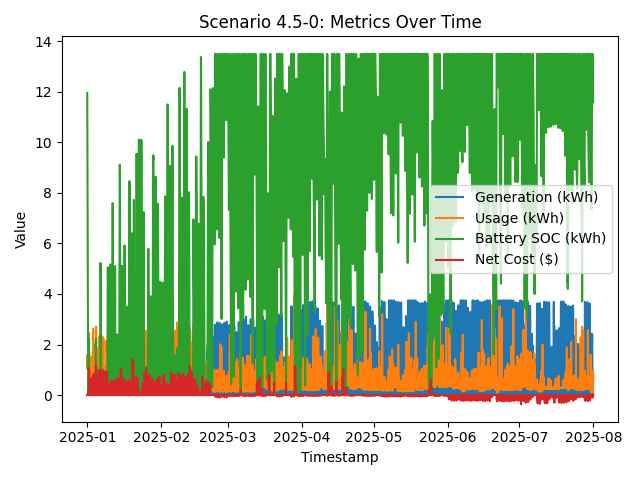 Scenario 4.5-0: Metrics Over Time
Value
14
12
10
8
6
4
2
0
Generation (kWh)
Usage (kWh)
Battery SOC (kWh)
Net Cost ($)
2025-01 2025-02 2025-03 2025-04 2025-05 2025-06 2025-07 2025-08
Timestamp